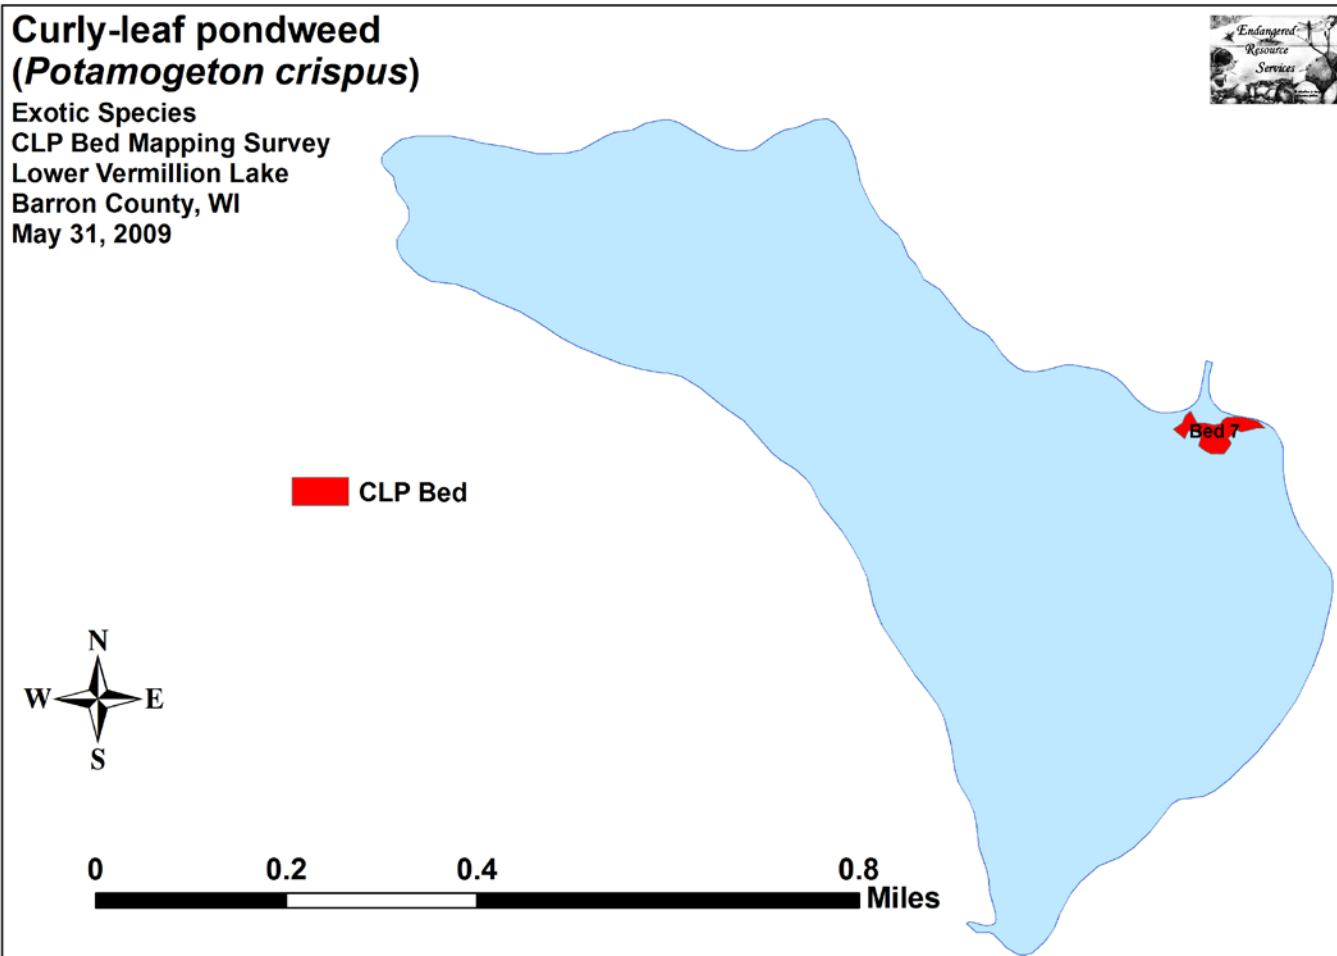 Curly-leaf pondweed
(Potamogeton crispus)
Exotic Species
CLP Bed Mapping Survey
Lower Vermillion Lake
Barron County, WI
May 31, 2009
Endangered
Resource
Services
Bed 7
CLP Bed
N
W E
S
0 0.2 0.4 0.8
Miles